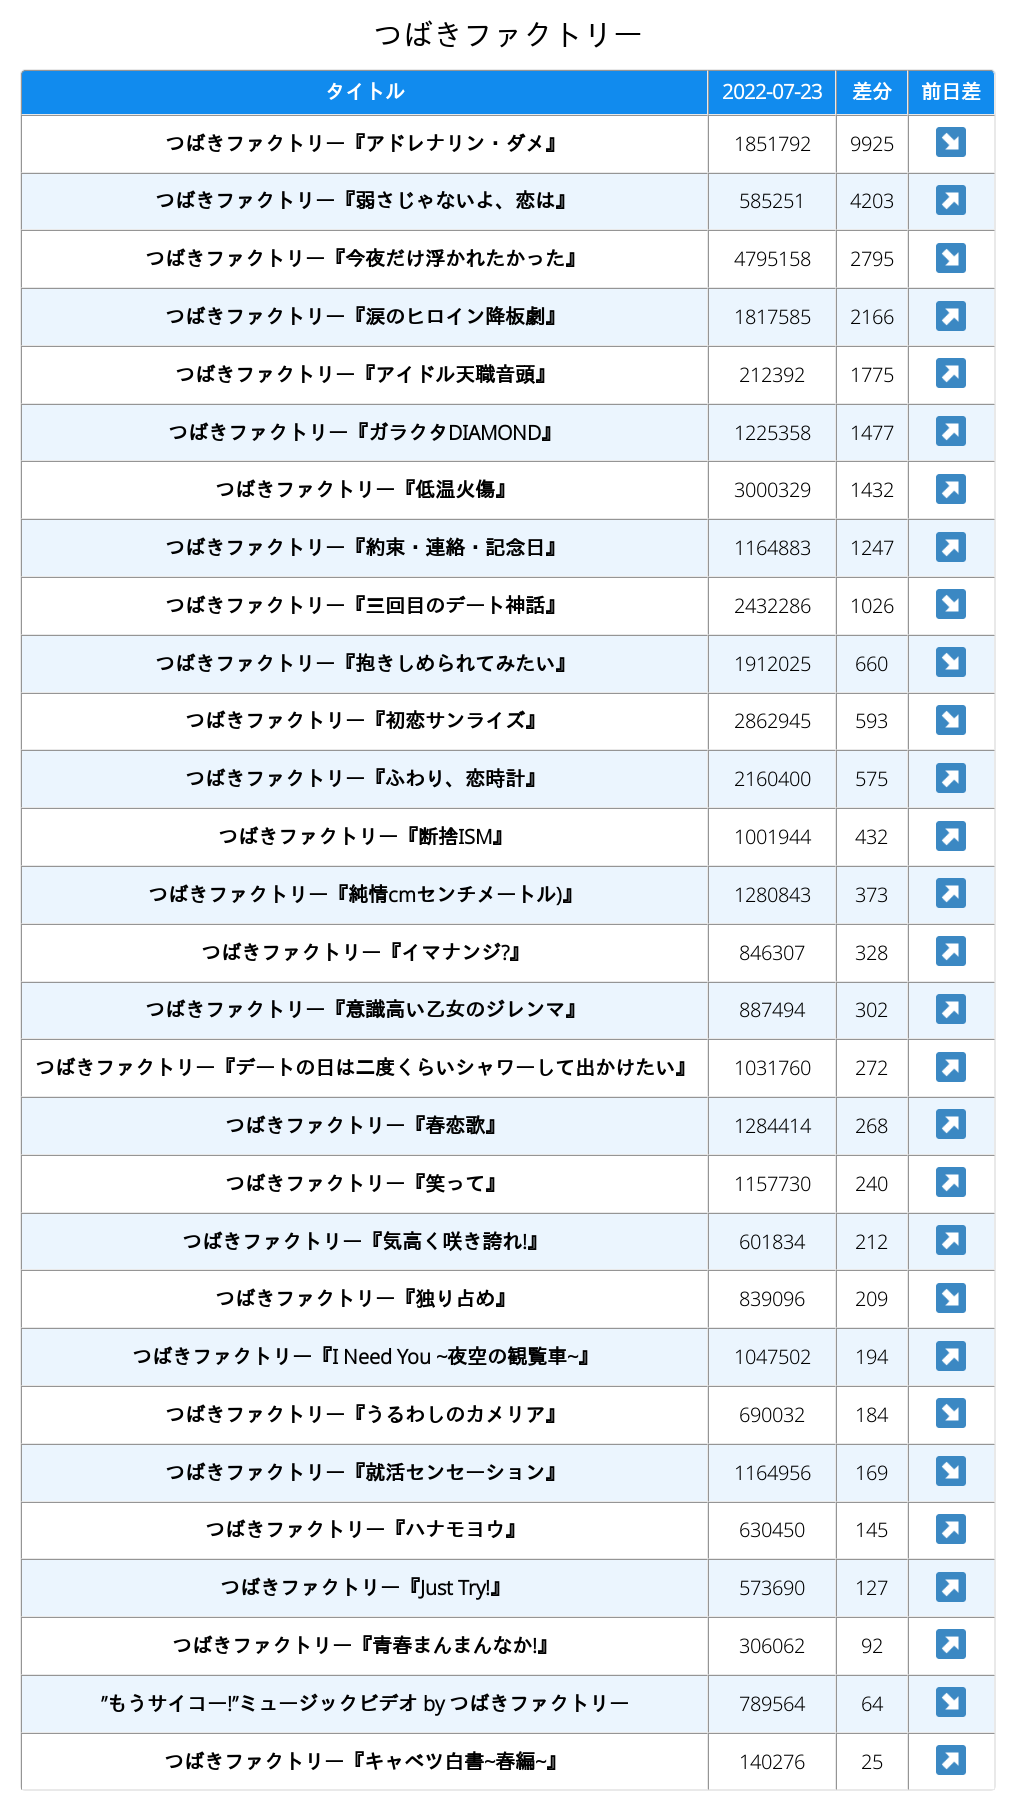 つばきファクトリー
タイトル 2022-07-23 差分 前日差
つばきファクトリー『アドレナリン・ダメ』 1851792 9925 ↘
つばきファクトリー『弱さじゃないよ、恋は』 585251 4203 ↗
つばきファクトリー『今夜だけ浮かれたかった』 4795158 2795 ↘
つばきファクトリー『涙のヒロイン降板劇』 1817585 2166 ↗
つばきファクトリー『アイドル天職音頭』 212392 1775 ↗
つばきファクトリー『ガラクタDIAMOND』 1225358 1477 ↗
つばきファクトリー『低温火傷』 3000329 1432 ↗
つばきファクトリー『約束・連絡・記念日』 1164883 1247 ↗
つばきファクトリー『三回目のデート神話』 2432286 1026 ↘
つばきファクトリー『抱きしめられてみたい』 1912025 660 ↘
つばきファクトリー『初恋サンライズ』 2862945 593 ↘
つばきファクトリー『ふわり、恋時計』 2160400 575 ↗
つばきファクトリー『断捨ISM』 1001944 432 ↗
つばきファクトリー『純情cmセンチメートル)』 1280843 373 ↗
つばきファクトリー『イマナンジ?』 846307 328 ↗
つばきファクトリー『意識高い乙女のジレンマ』 887494 302 ↗
つばきファクトリー『デートの日は二度くらいシャワーして出かけたい』 1031760 272 ↗
つばきファクトリー『春恋歌』 1284414 268 ↗
つばきファクトリー『笑って』 1157730 240 ↗
つばきファクトリー『気高く咲き誇れ!』 601834 212 ↗
つばきファクトリー『独り占め』 839096 209 ↘
つばきファクトリー『I Need You ~夜空の観覧車~』 1047502 194 ↗
つばきファクトリー『うるわしのカメリア』 690032 184 ↘
つばきファクトリー『就活センセーション』 1164956 169 ↘
つばきファクトリー『ハナモヨウ』 630450 145 ↗
つばきファクトリー『Just Try!』 573690 127 ↗
つばきファクトリー『青春まんまんなか!』 306062 92 ↗
”もうサイコー!”ミュージックビデオ by つばきファクトリー 789564 64 ↘
つばきファクトリー『キャベツ白書~春編~』 140276 25 ↗